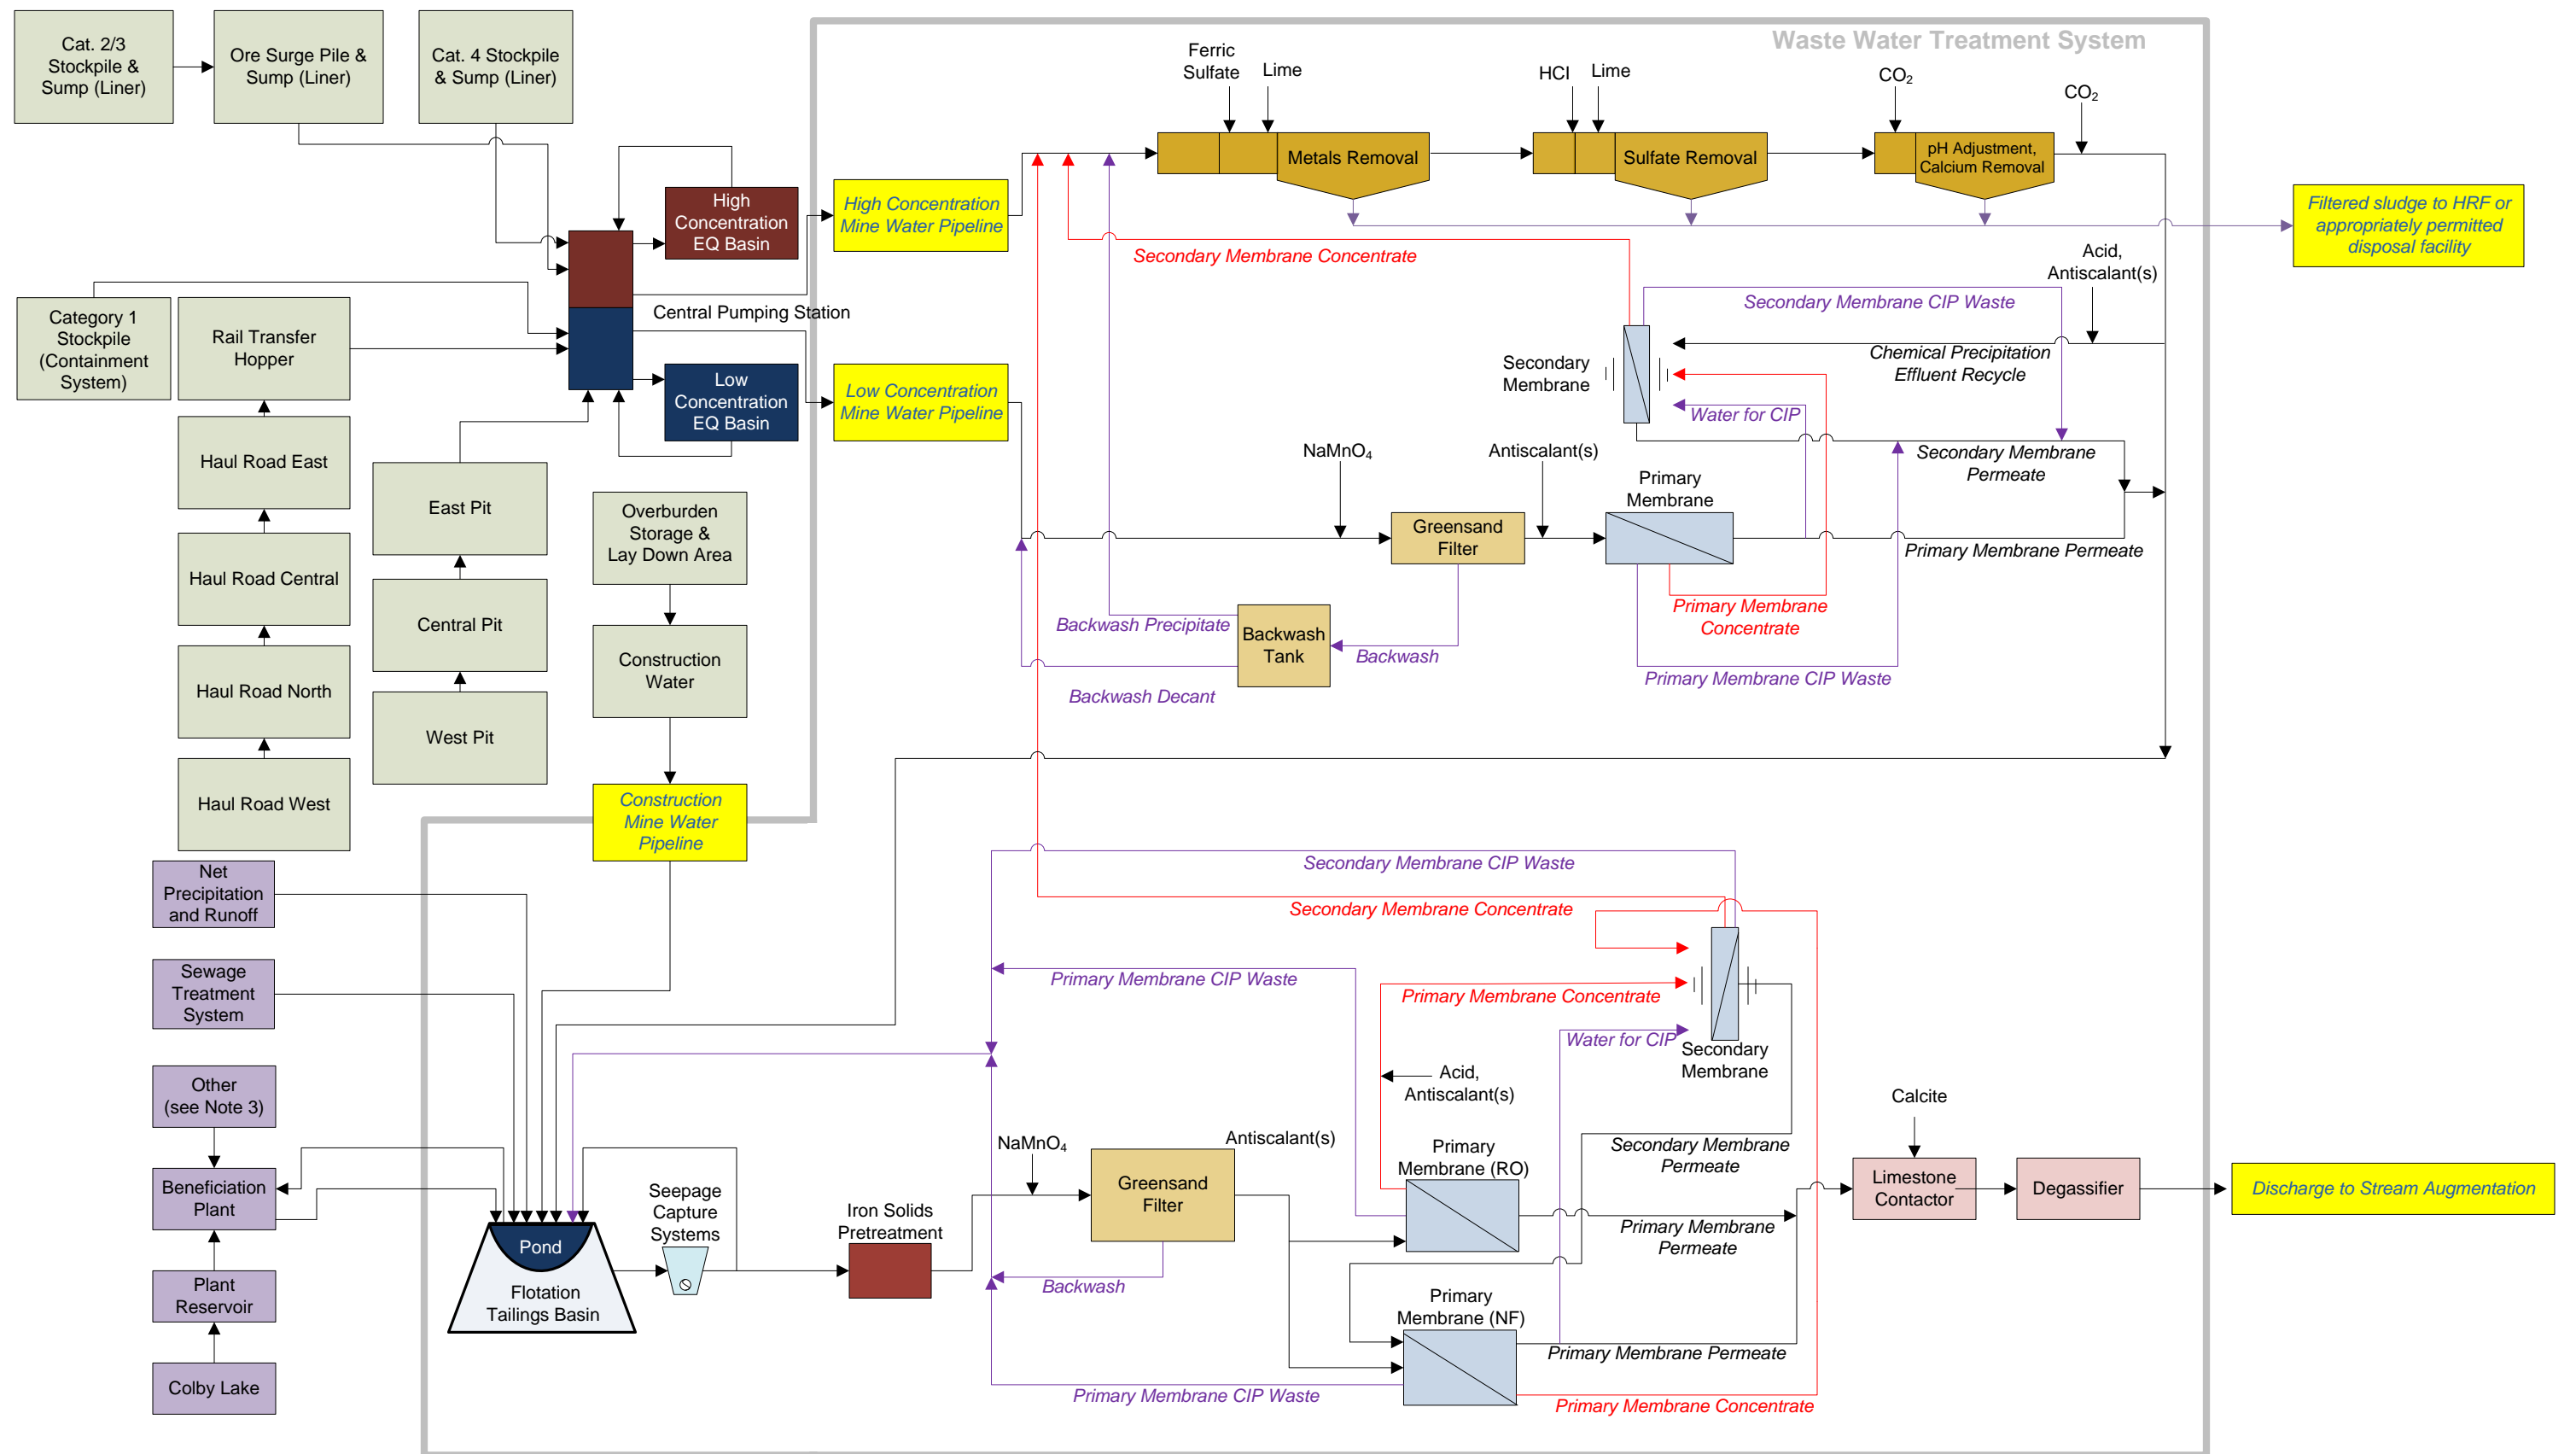 Waste Water Treatment System
Cat. 2/3
Stockpile &
Sump (Liner)
Ore Surge Pile &
Sump (Liner)
Cat. 4 Stockpile
& Sump (Liner)
High
Concentration
EQ Basin
Central Pumping Station
Low
Concentration
EQ Basin
Category 1
Stockpile
(Containment
System)
Rail Transfer
Hopper
Haul Road East
Haul Road Central
Haul Road North
Haul Road West
East Pit
Central Pit
West Pit
Overburden
Storage &
Lay Down Area
Construction
Water
Construction
Mine Water
Pipeline
High Concentration
Mine Water Pipeline
Low Concentration
Mine Water Pipeline
Ferric
Sulfate
Lime
Metals Removal
HCl
Lime
Sulfate Removal
CO₂
pH Adjustment,
Calcium Removal
CO₂
Filtered sludge to HRF or
appropriately permitted
disposal facility
Secondary Membrane Concentrate
Acid,
Antiscalant(s)
Secondary Membrane CIP Waste
Chemical Precipitation
Effluent Recycle
Secondary
Membrane
Water for CIP
Secondary Membrane
Permeate
NaMnO₄
Antiscalant(s)
Primary
Membrane
Greensand
Filter
Primary Membrane Permeate
Primary Membrane
Concentrate
Backwash Precipitate
Backwash
Tank
Backwash
Backwash Decant
Primary Membrane CIP Waste
Net
Precipitation
and Runoff
Sewage
Treatment
System
Other
(see Note 3)
Beneficiation
Plant
Plant
Reservoir
Colby Lake
Pond
Flotation
Tailings Basin
Seepage
Capture
Systems
Iron Solids
Pretreatment
NaMnO₄
Greensand
Filter
Antiscalant(s)
Backwash
Secondary Membrane CIP Waste
Secondary Membrane Concentrate
Primary Membrane CIP Waste
Primary Membrane Concentrate
Water for CIP
Secondary
Membrane
Acid,
Antiscalant(s)
Primary
Membrane (RO)
Secondary Membrane
Permeate
Primary Membrane
Permeate
Primary
Membrane (NF)
Primary Membrane Permeate
Primary Membrane CIP Waste
Primary Membrane Concentrate
Calcite
Limestone
Contactor
Degassifier
Discharge to Stream Augmentation